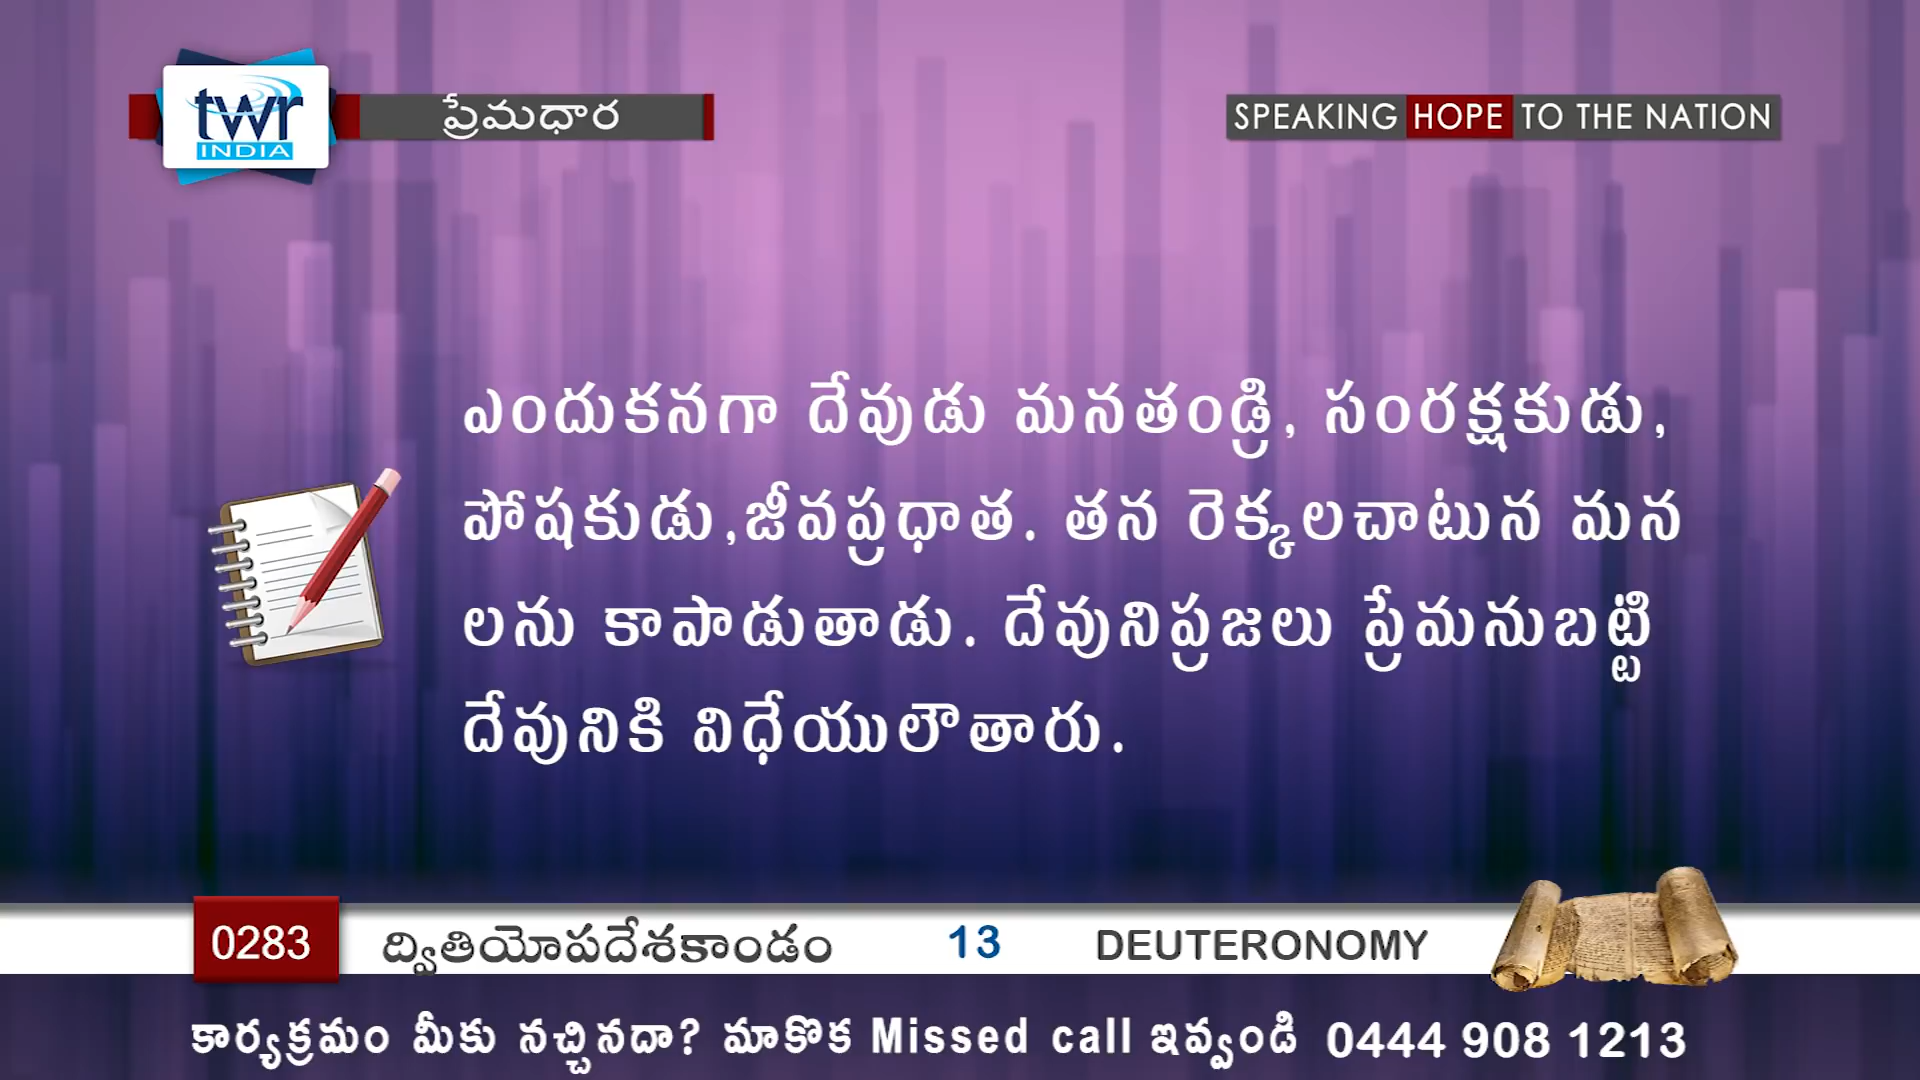 twr
INDIA
ప్రేమధార
SPEAKING HOPE TO THE NATION
ఎందుకనగా దేవుడు మనతండ్రి, సంరక్షకుడు,
పోషకుడు,జీవప్రధాత. తన రెక్కలచాటున మన
లను కాపాడుతాడు. దేవునిప్రజలు ప్రేమనుబట్టి
దేవునికి విధేయులౌతారు.
0283 ద్వితియోపదేశకాండం 13 DEUTERONOMY
కార్యక్రమం మీకు నచ్చినదా? మాకొక Missed call ఇవ్వండి 0444 908 1213